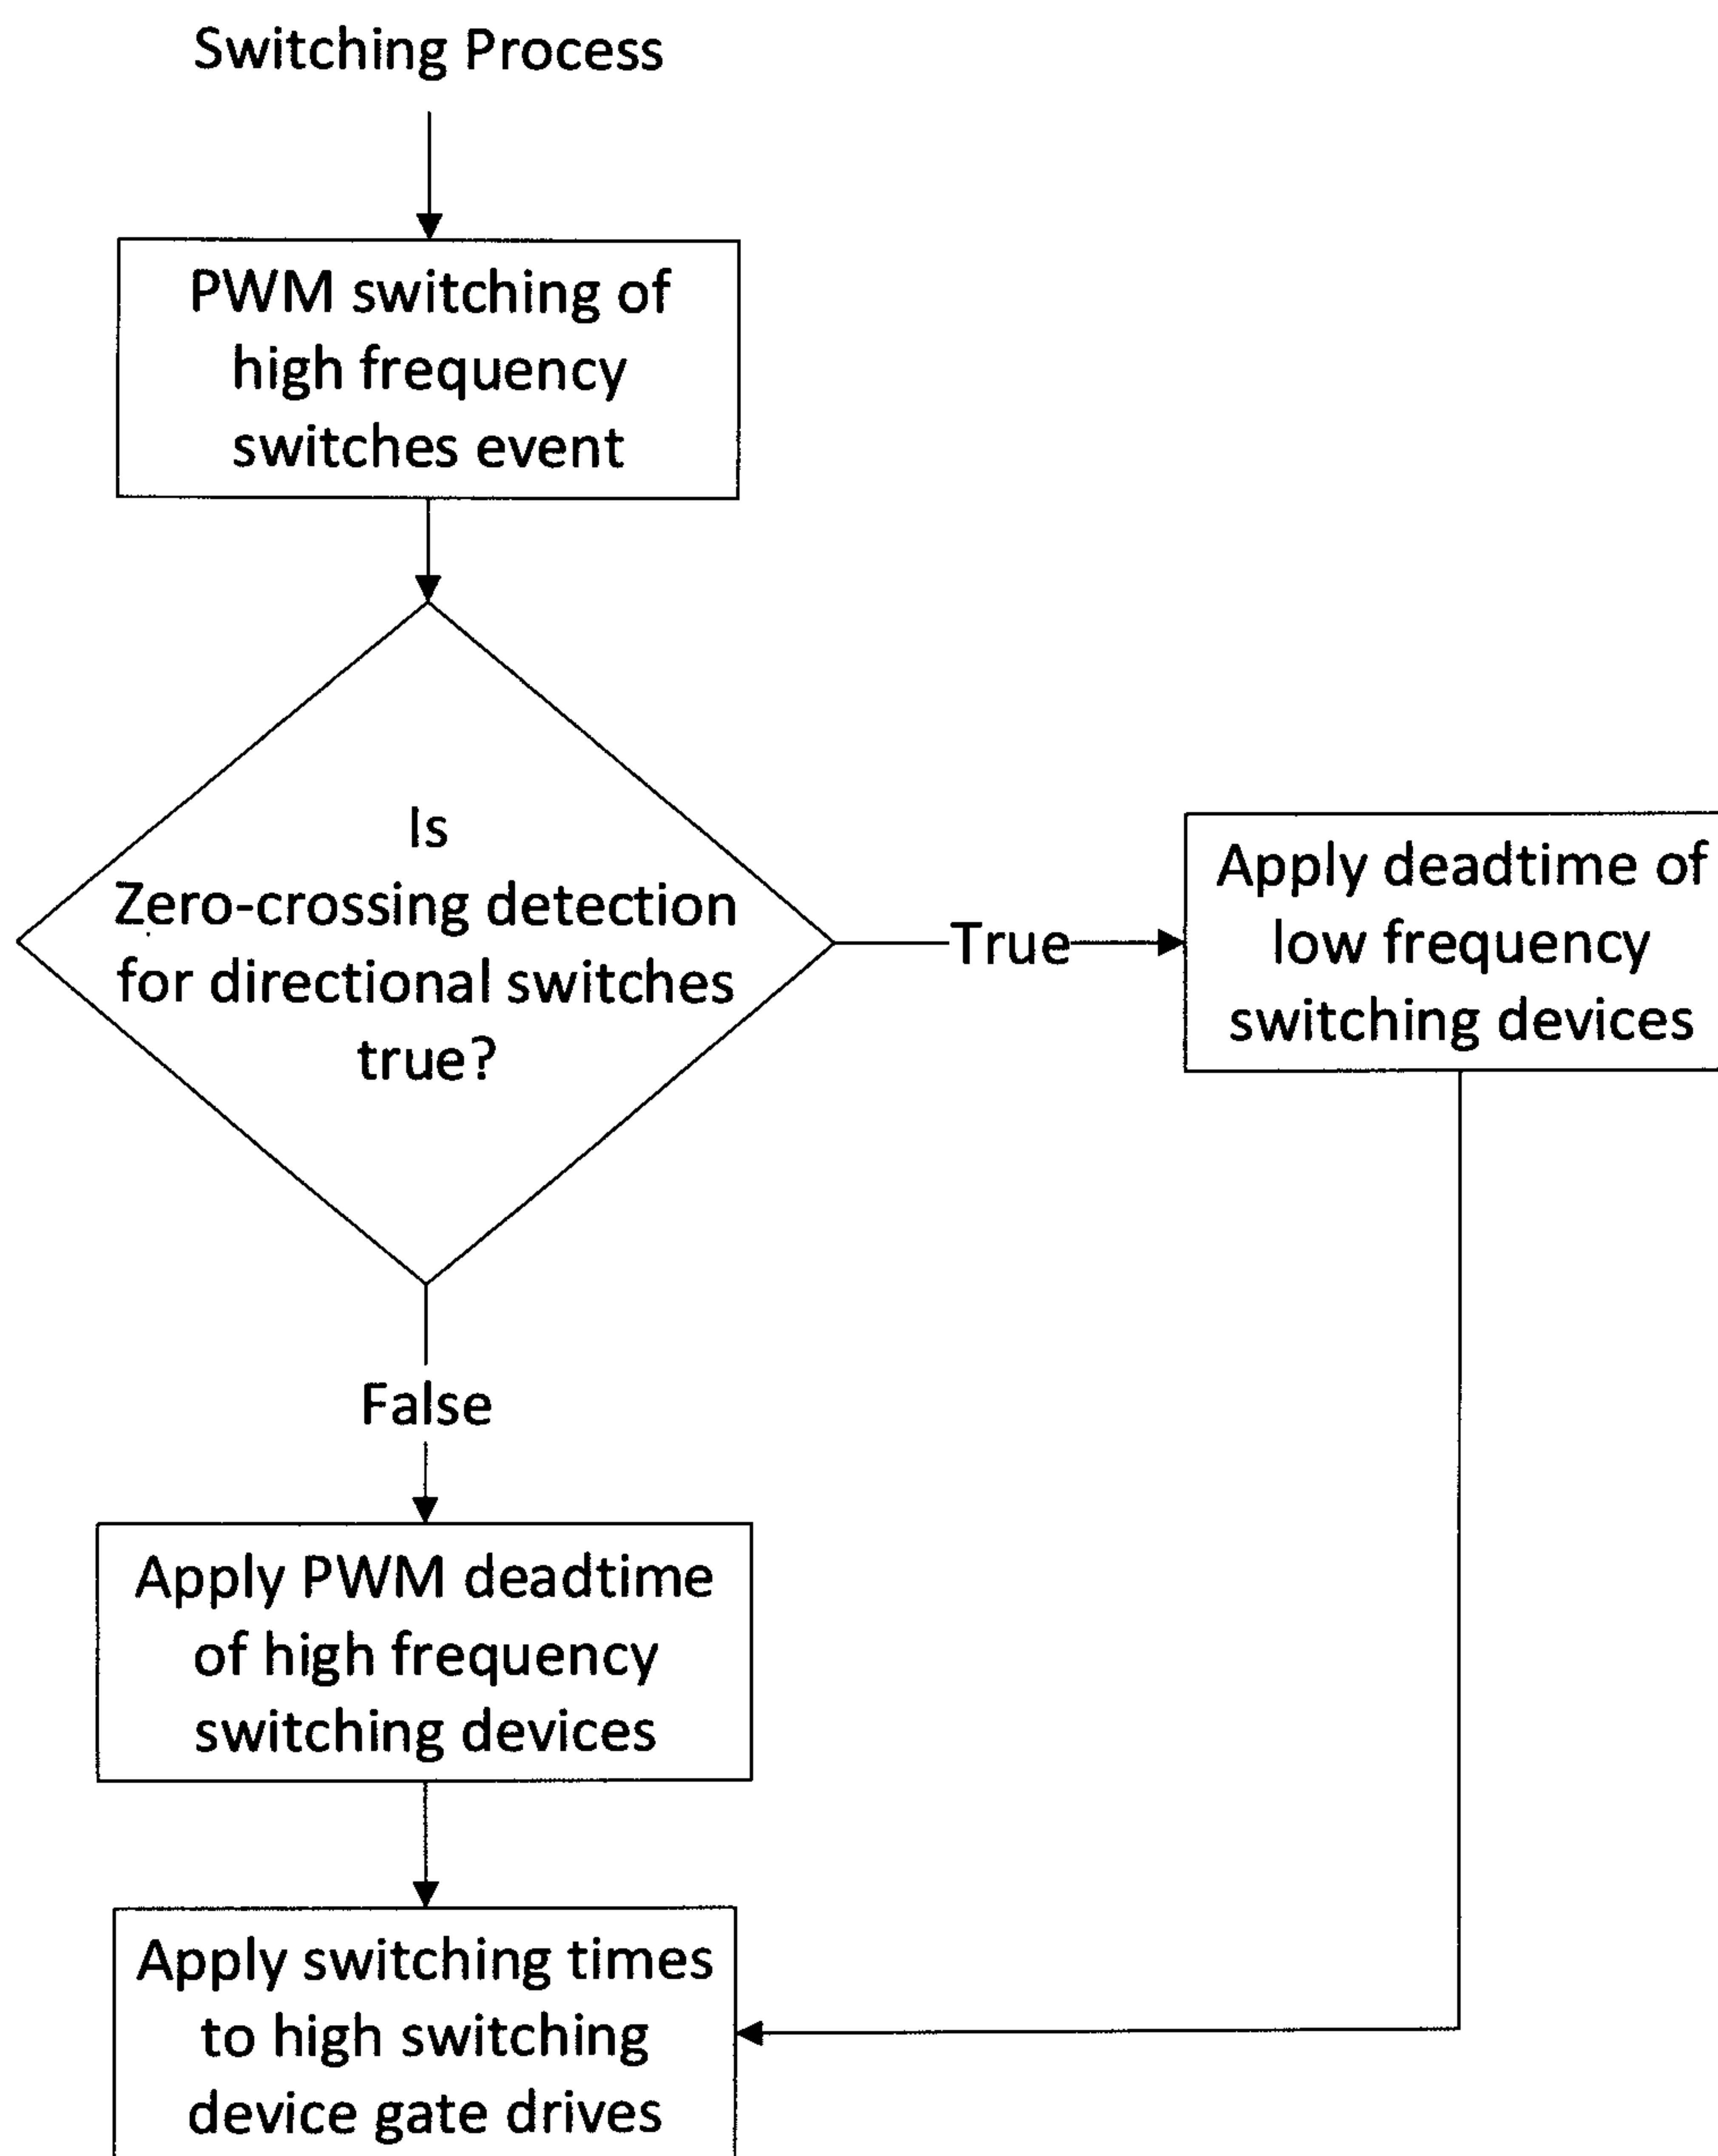 Switching Process
PWM switching of
high frequency
switches event
Is
Zero-crossing detection
for directional switches
true?
True
Apply deadtime of
low frequency
switching devices
False
Apply PWM deadtime
of high frequency
switching devices
Apply switching times
to high switching
device gate drives